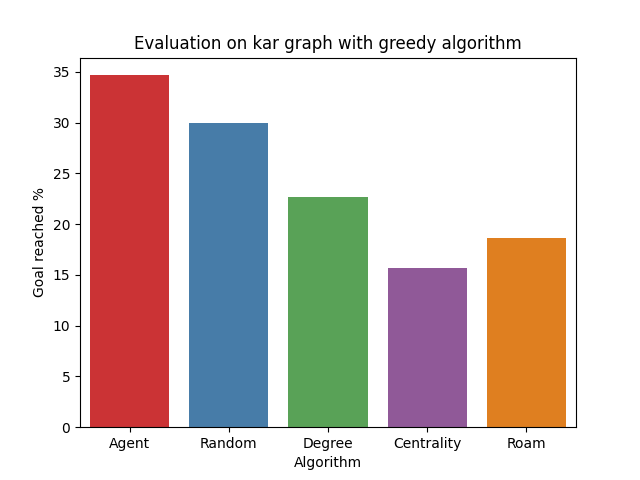 Evaluation on kar graph with greedy algorithm
Goal reached %
35
30
25
20
15
10
5
0
Agent Random Degree Centrality Roam
Algorithm